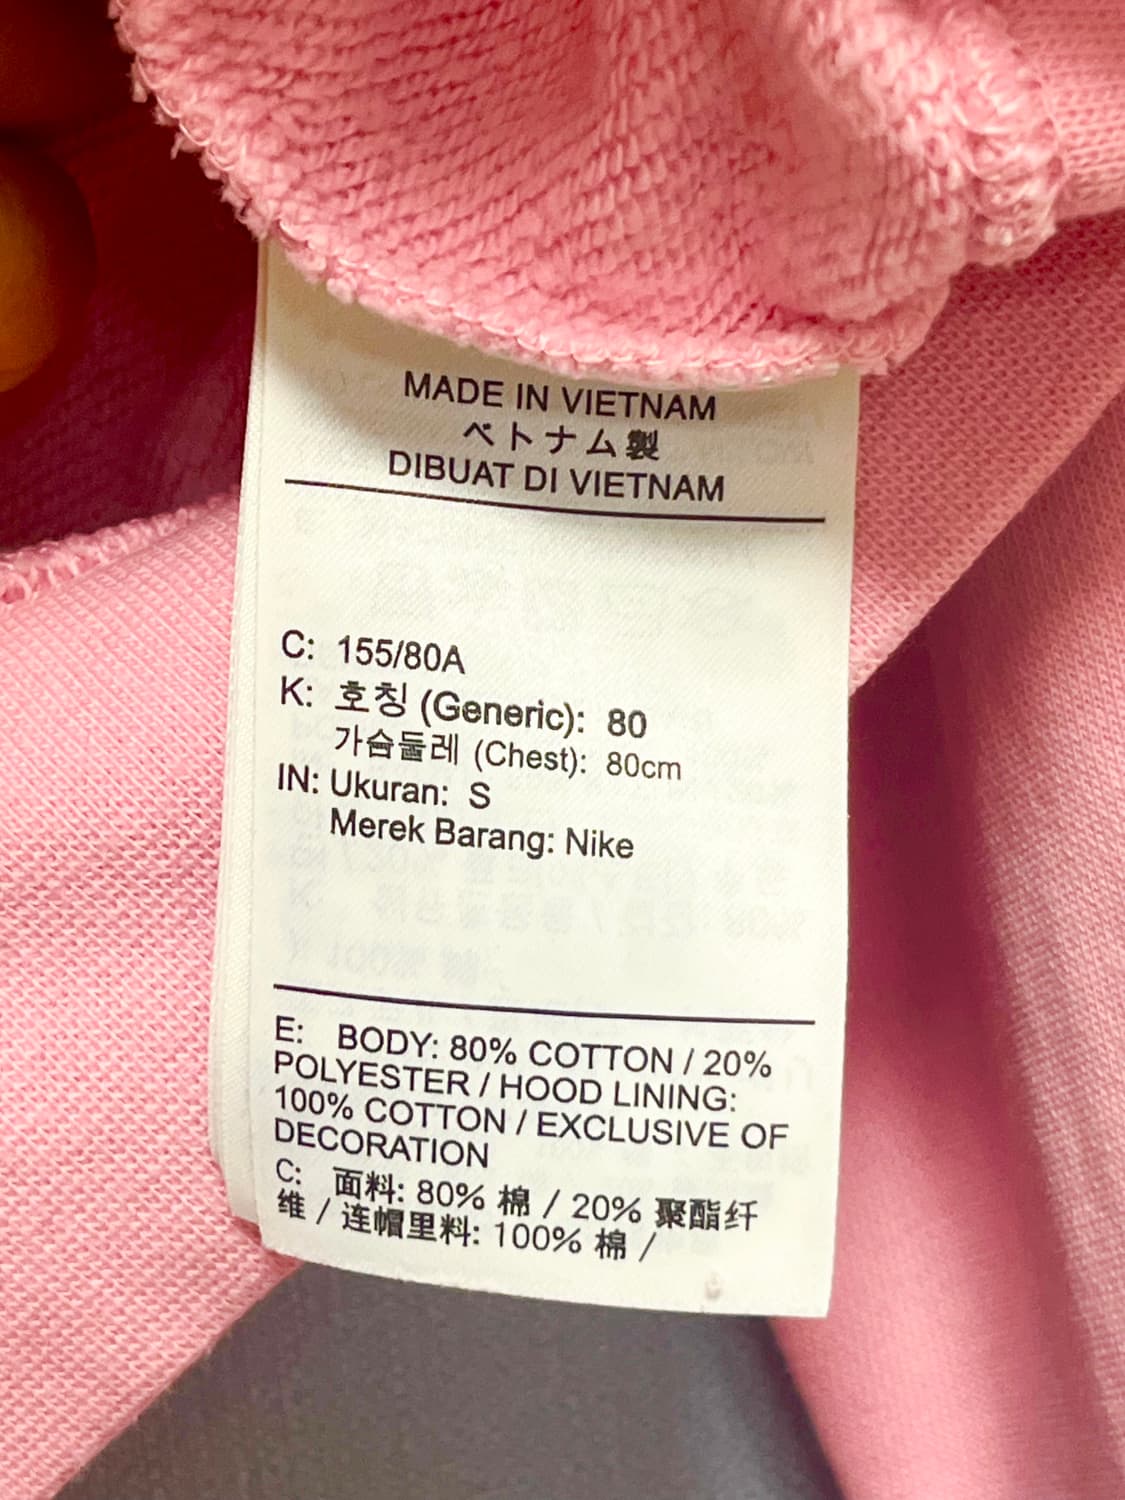 MADE IN VIETNAM
ベトナム製
DIBUAT DI VIETNAM
C: 155/80A
K: 호칭 (Generic): 80
가슴둘레 (Chest): 80cm
IN: Ukuran: S
Merek Barang: Nike
E: BODY: 80% COTTON / 20%
POLYESTER / HOOD LINING:
100% COTTON / EXCLUSIVE OF
DECORATION
C: 面料: 80% 棉 / 20% 聚酯纤
维 / 连帽里料: 100% 棉 /